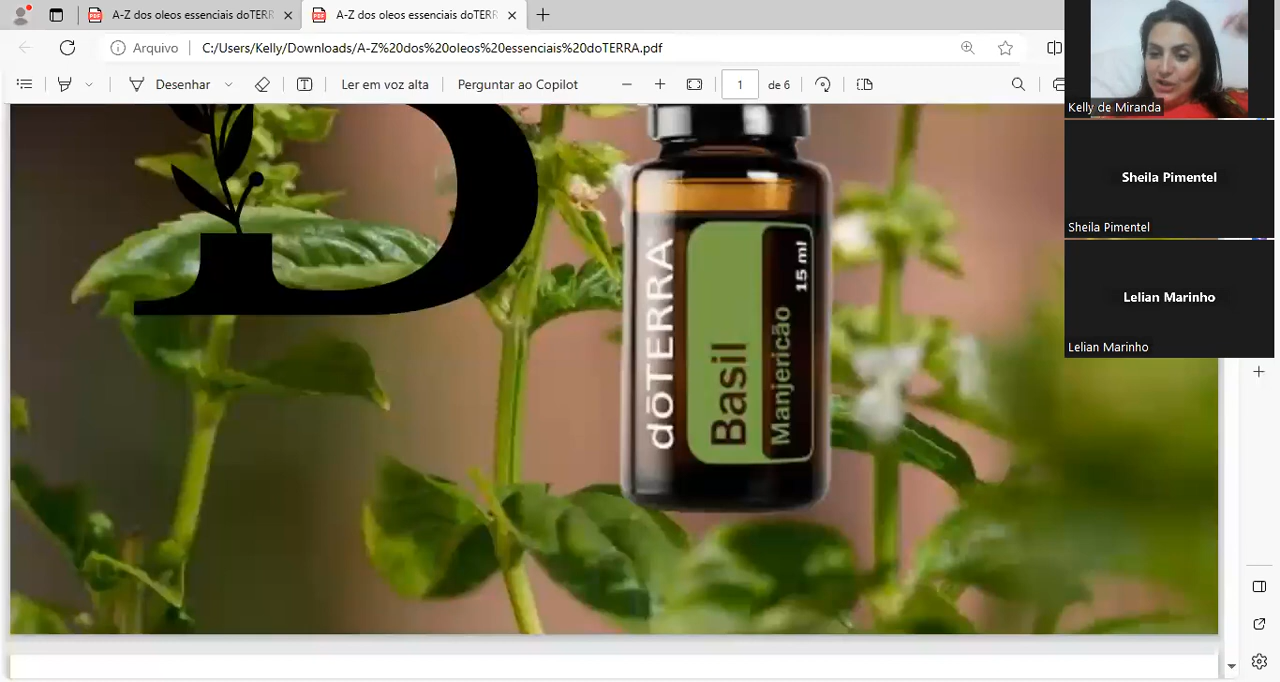 A-Z dos oleos essenciais doTERR
A-Z dos oleos essenciais doTERR
Arquivo
C:/Users/Kelly/Downloads/A-Z%20dos%20oleos%20essenciais%20doTERRA.pdf
Desenhar
Ler em voz alta
Perguntar ao Copilot
1
de 6
Kelly de Miranda
Sheila Pimentel
Sheila Pimentel
Lelian Marinho
Lelian Marinho
B
dōTERRA
Basil
Manjericão
15 ml